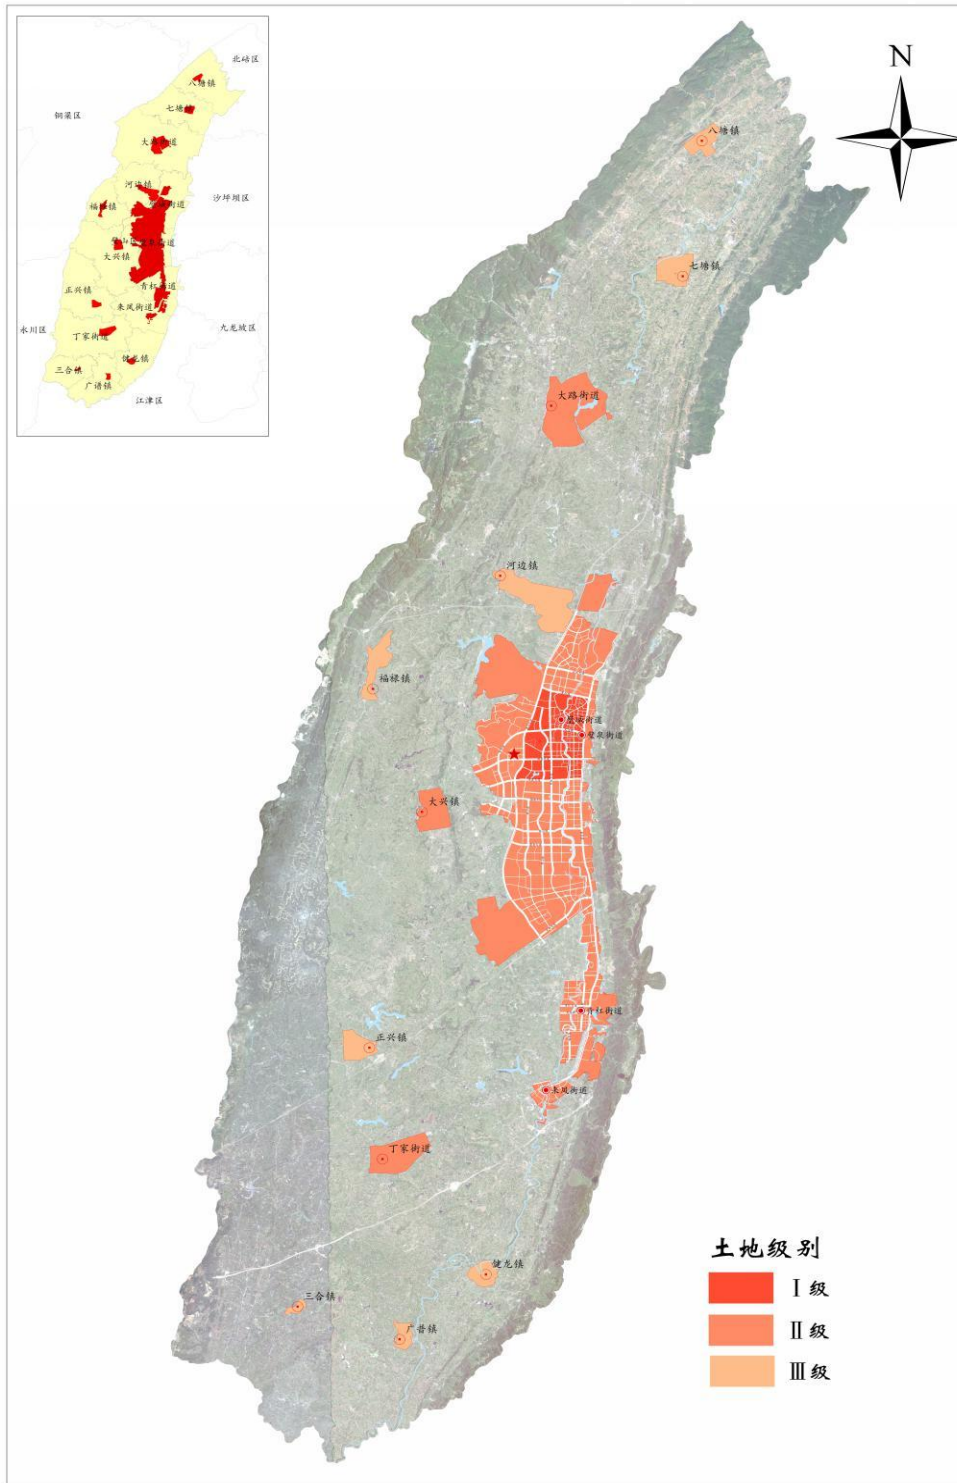 北碚区
八塘镇
铜梁区
七塘镇
大路街道
河边镇
沙坪坝区
福禄镇
大兴镇
正兴镇
青杠街道
来凤街道
永川区
九龙坡区
丁家街道
健龙镇
三合镇
广谱镇
江津区
N
八塘镇
七塘镇
大路街道
河边镇
福禄镇
璧城街道
璧泉街道
大兴镇
青杠街道
正兴镇
来凤街道
丁家街道
健龙镇
三合镇
广普镇
土地级别
Ⅰ级
Ⅱ级
Ⅲ级